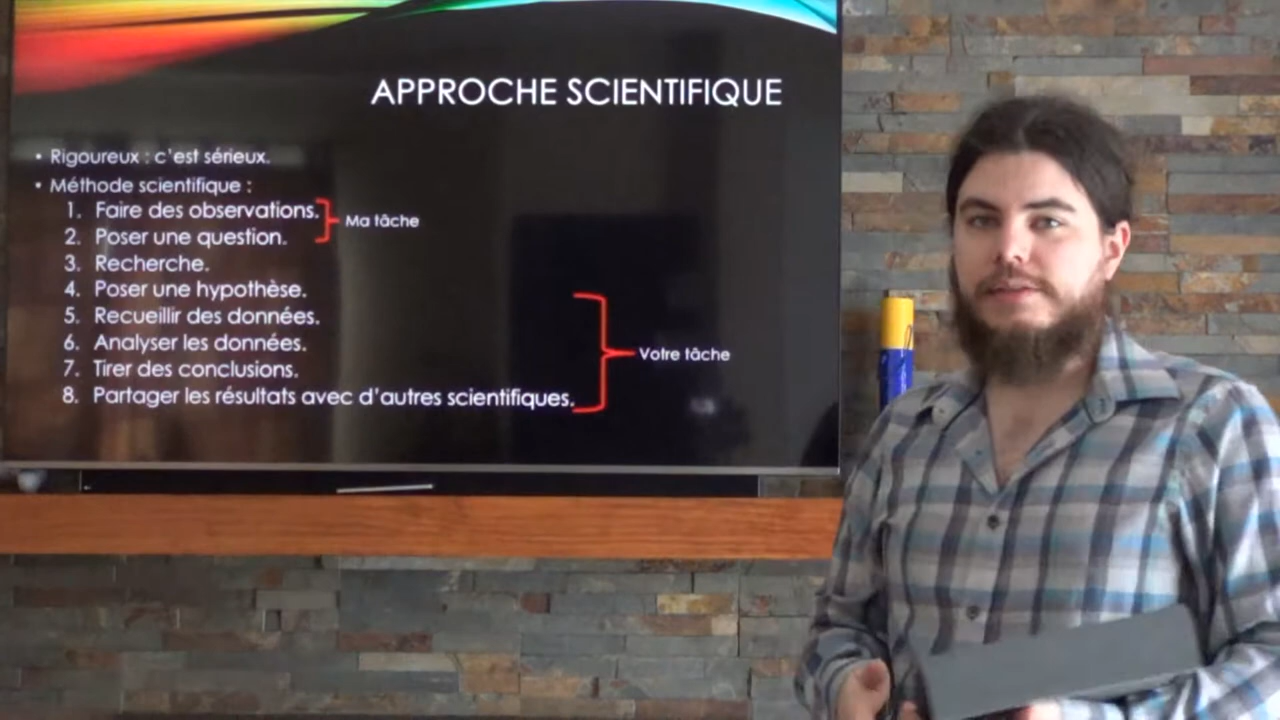 APPROCHE SCIENTIFIQUE
• Rigoureux : c'est sérieux.
• Méthode scientifique :
1. Faire des observations.
2. Poser une question.
Ma tâche
3. Recherche.
4. Poser une hypothèse.
5. Recueillir des données.
6. Analyser les données.
7. Tirer des conclusions.
8. Partager les résultats avec d'autres scientifiques.
Votre tâche